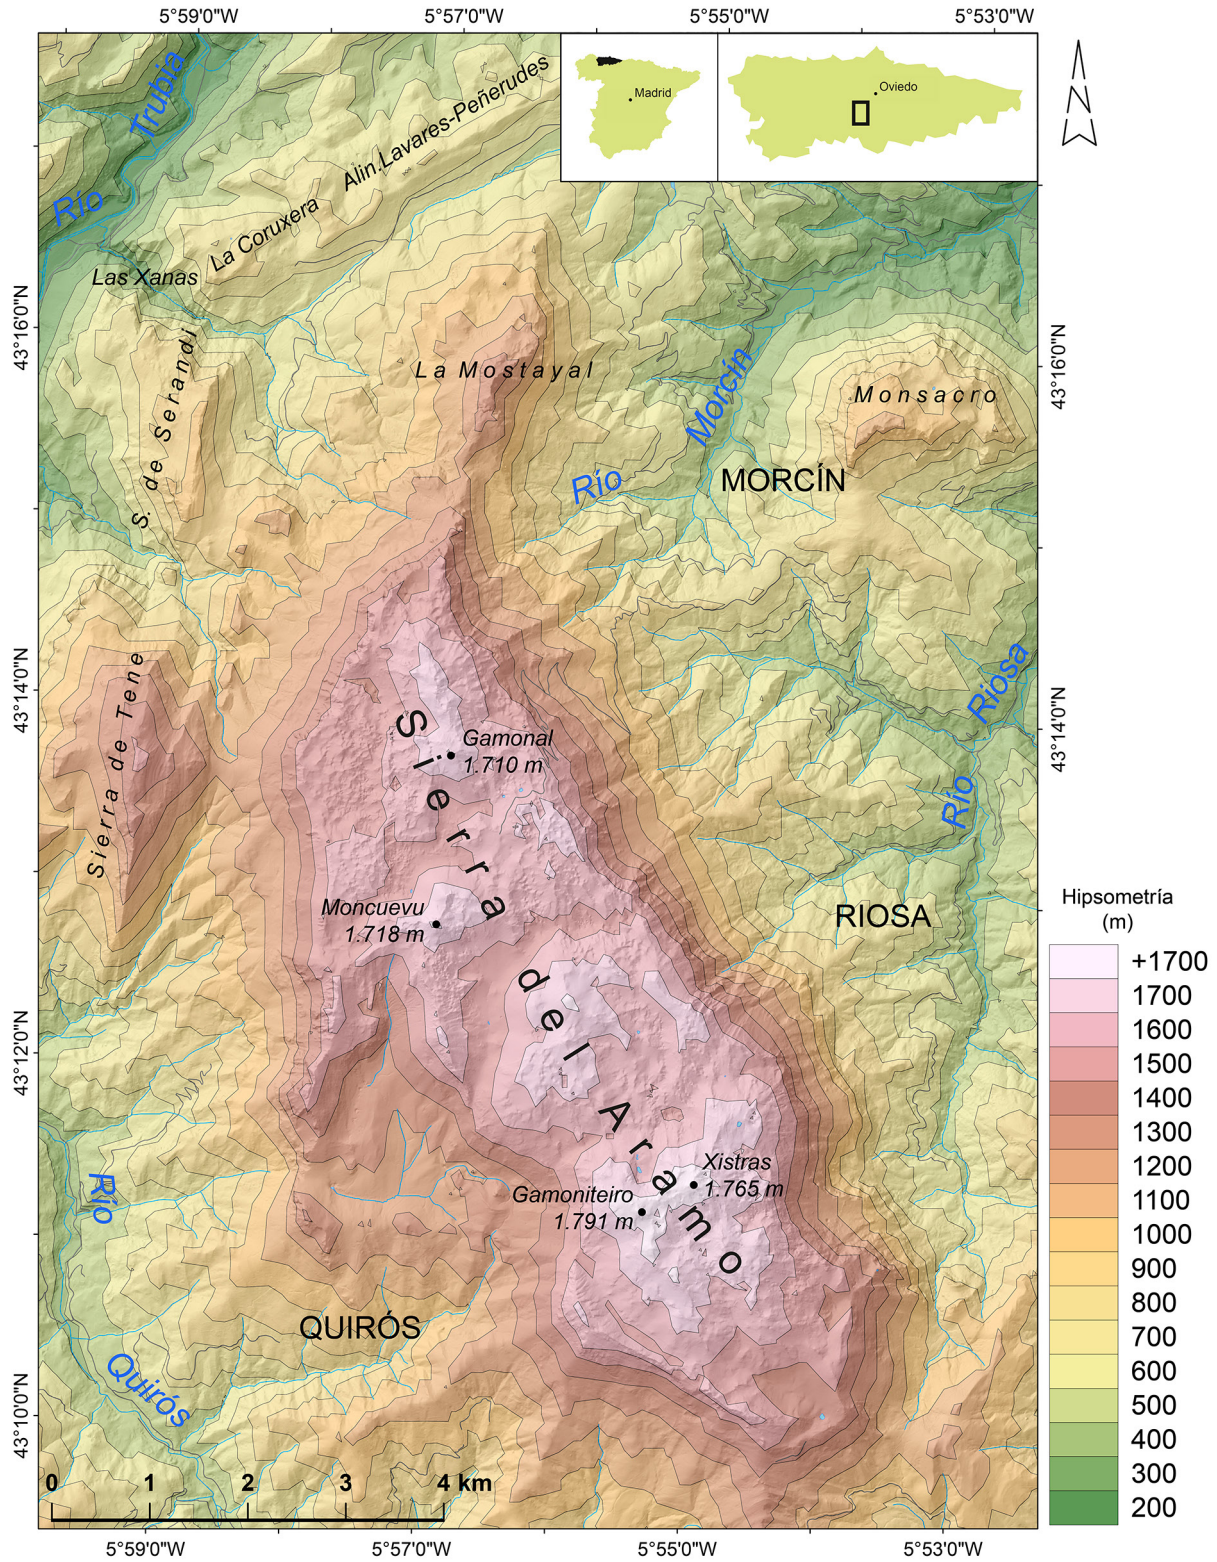 5°59'0"W
5°57'0"W
5°55'0"W
5°53'0"W
Madrid
Oviedo
N
Río
Trubia
Alin.Lavares-Peñerudes
La Coruxera
Las Xanas
43°16'0"N
43°16'0"N
S. de Serandi
La Mostayal
Monsacro
Río
Morcín
MORCÍN
43°14'0"N
43°14'0"N
Sierra de Tene
Río
Riosa
Sierra del Aramo
Gamonal
1.710 m
Moncuevu
1.718 m
RIOSA
43°12'0"N
Xistras
1.765 m
Gamoniteiro
1.791 m
Río
Quirós
QUIRÓS
43°10'0"N
Hipsometría
(m)
+1700
1700
1600
1500
1400
1300
1200
1100
1000
900
800
700
600
500
400
300
200
0 1 2 3 4 km
5°59'0"W
5°57'0"W
5°55'0"W
5°53'0"W